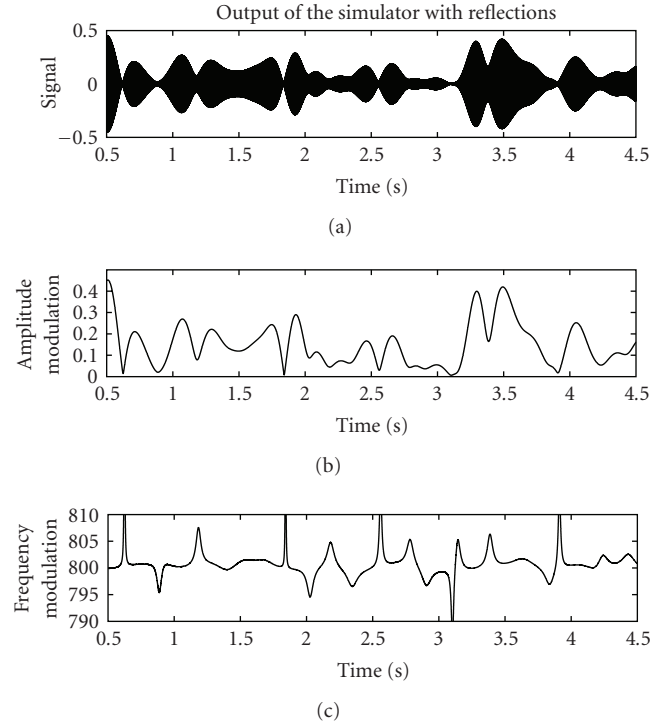 Output of the simulator with reflections
Signal
0.5
0
−0.5
0.5 1 1.5 2 2.5 3 3.5 4 4.5
Time (s)
(a)
Amplitude
modulation
0.4
0.3
0.2
0.1
0
0.5 1 1.5 2 2.5 3 3.5 4 4.5
Time (s)
(b)
Frequency
modulation
810
805
800
795
790
0.5 1 1.5 2 2.5 3 3.5 4 4.5
Time (s)
(c)